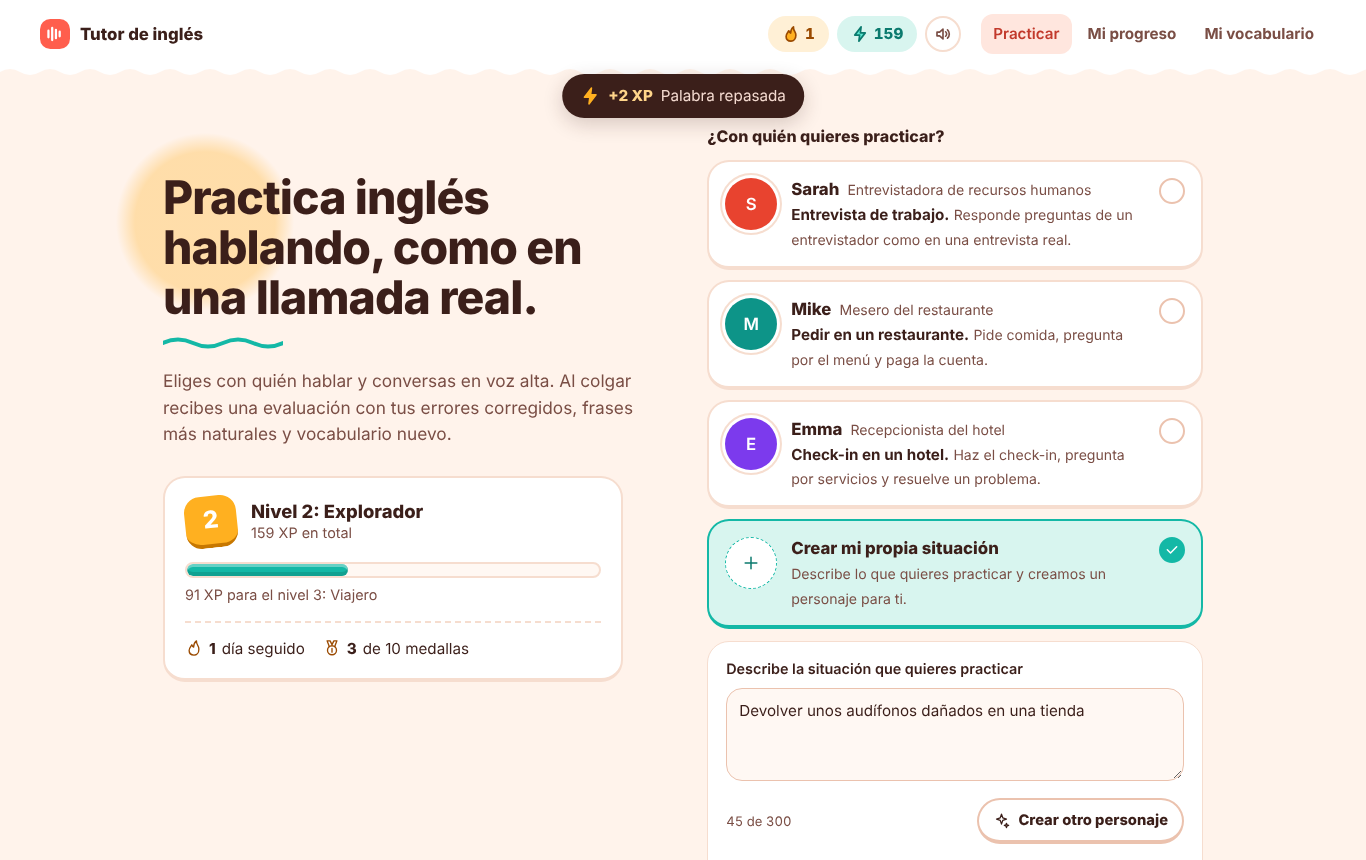 Tutor de inglés
1
159
Practicar
Mi progreso
Mi vocabulario
+2 XP Palabra repasada
Practica inglés
hablando, como en
una llamada real.
Eliges con quién hablar y conversas en voz alta. Al colgar
recibes una evaluación con tus errores corregidos, frases
más naturales y vocabulario nuevo.
2
Nivel 2: Explorador
159 XP en total
91 XP para el nivel 3: Viajero
1 día seguido
3 de 10 medallas
¿Con quién quieres practicar?
S
Sarah Entrevistadora de recursos humanos
Entrevista de trabajo. Responde preguntas de un
entrevistador como en una entrevista real.
M
Mike Mesero del restaurante
Pedir en un restaurante. Pide comida, pregunta
por el menú y paga la cuenta.
E
Emma Recepcionista del hotel
Check-in en un hotel. Haz el check-in, pregunta
por servicios y resuelve un problema.
Crear mi propia situación
Describe lo que quieres practicar y creamos un
personaje para ti.
Describe la situación que quieres practicar
Devolver unos audífonos dañados en una tienda
45 de 300
Crear otro personaje